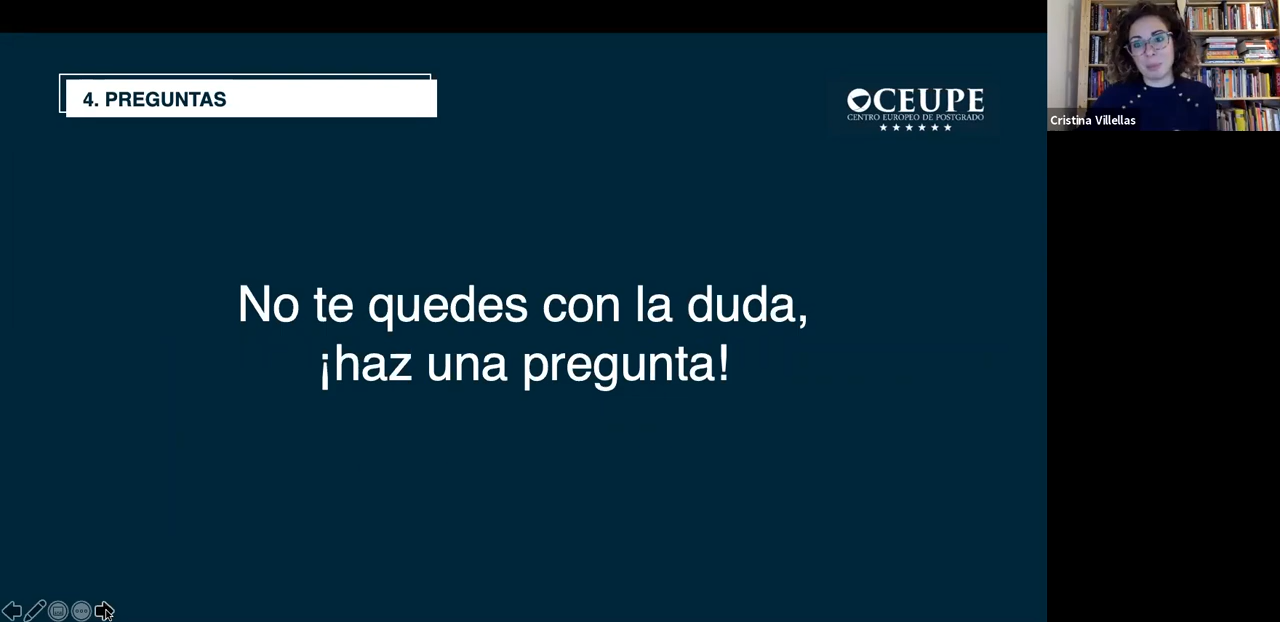 4. PREGUNTAS
CEUPE
CENTRO EUROPEO DE POSTGRADO
No te quedes con la duda,
¡haz una pregunta!
Cristina Villellas